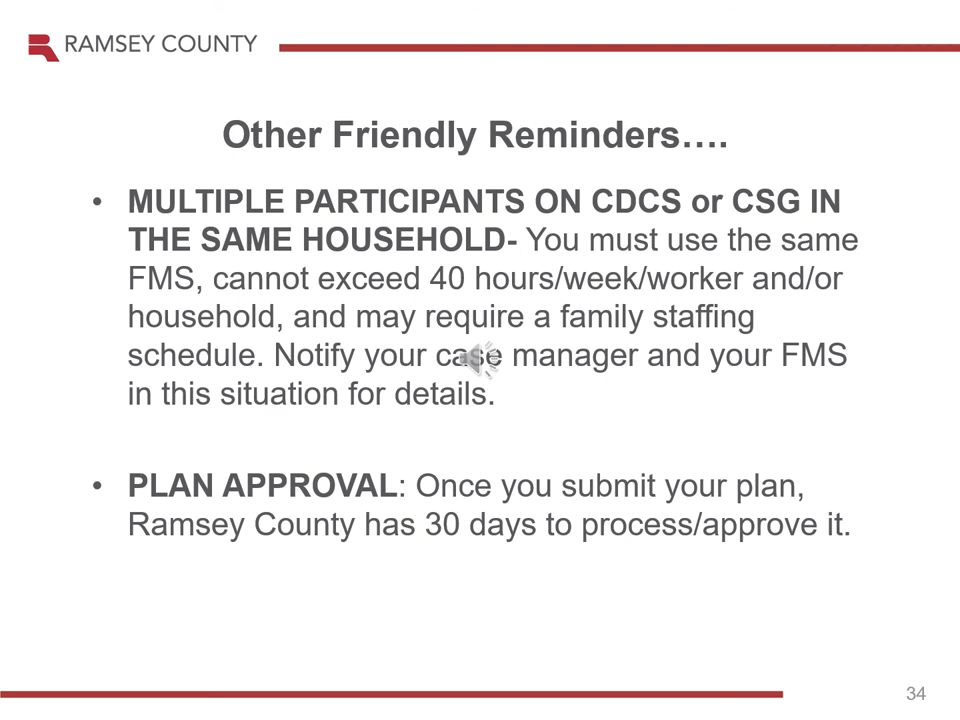 RAMSEY COUNTY
Other Friendly Reminders….
• MULTIPLE PARTICIPANTS ON CDCS or CSG IN
THE SAME HOUSEHOLD- You must use the same
FMS, cannot exceed 40 hours/week/worker and/or
household, and may require a family staffing
schedule. Notify your case manager and your FMS
in this situation for details.
• PLAN APPROVAL: Once you submit your plan,
Ramsey County has 30 days to process/approve it.
34